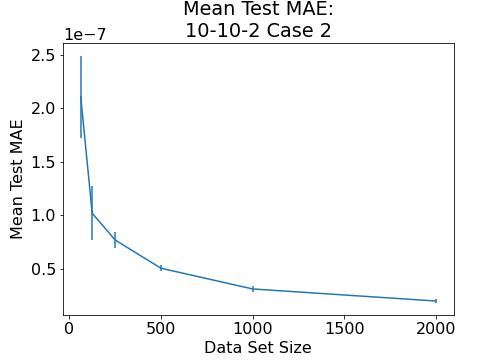 Mean Test MAE:
10-10-2 Case 2
1e−7
2.5
2.0
1.5
1.0
0.5
Mean Test MAE
0 500 1000 1500 2000
Data Set Size